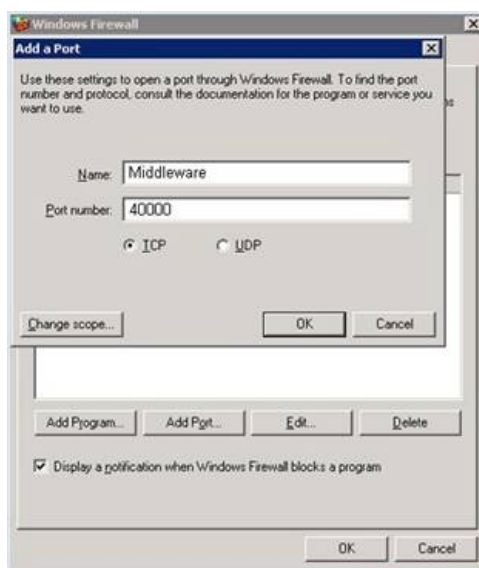 Windows Firewall
Add a Port
Use these settings to open a port through Windows Firewall. To find the port
number and protocol, consult the documentation for the program or service you
want to use.
Name: Middleware
Port number: 40000
TCP UDP
Change scope... OK Cancel
Add Program... Add Port... Edit... Delete
Display a notification when Windows Firewall blocks a program
OK Cancel